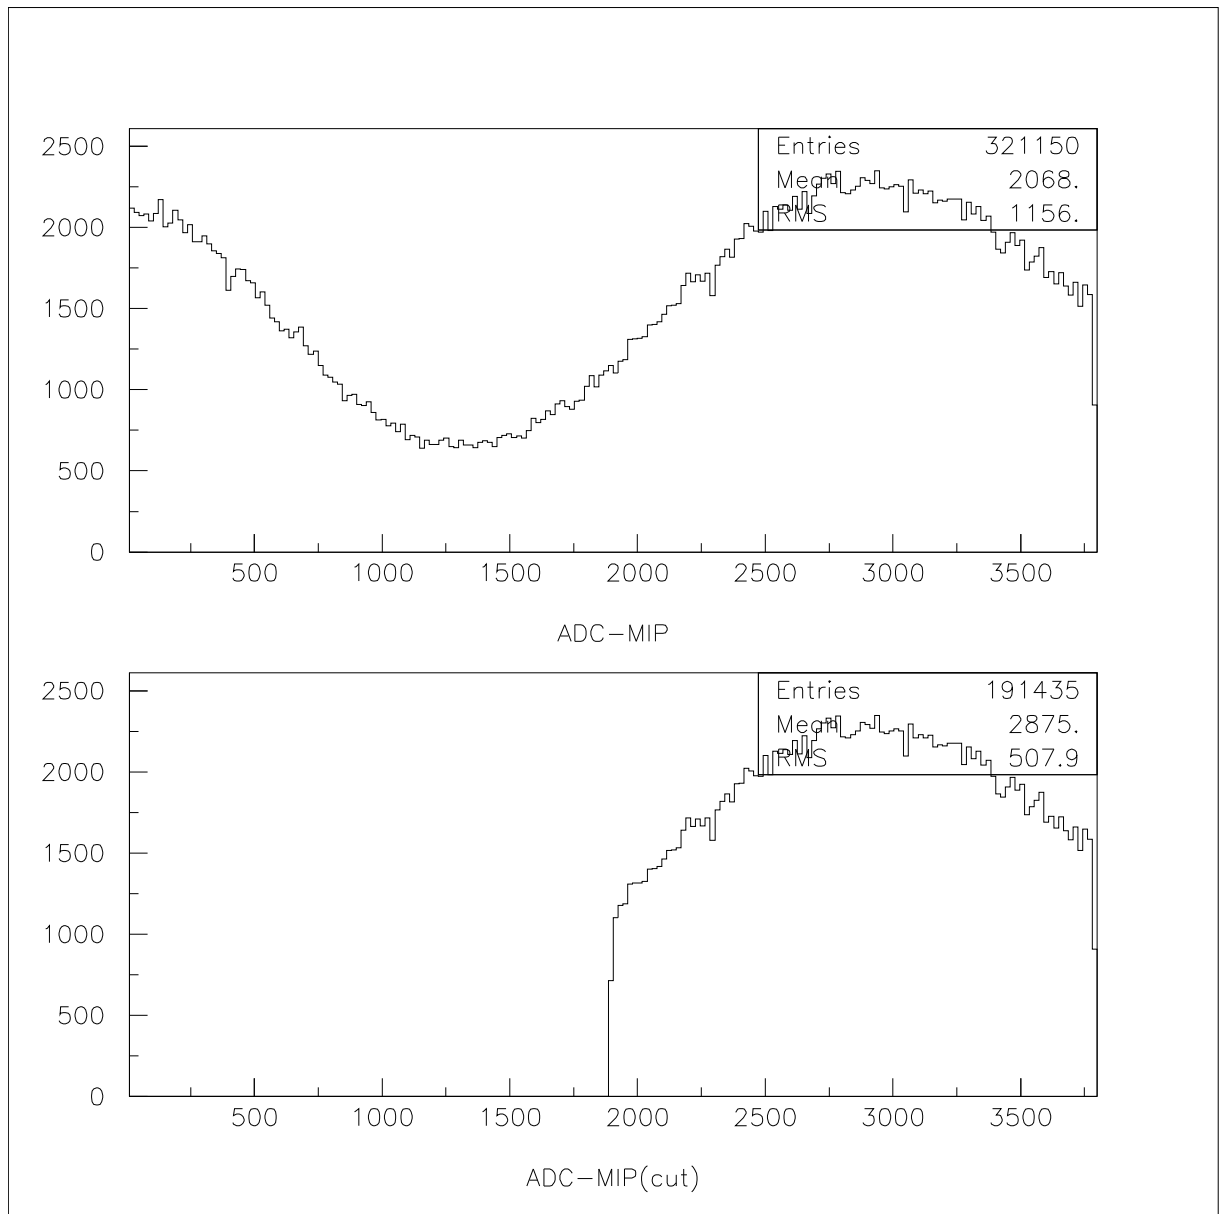 2500
Entries 321150
Mean 2068.
RMS 1156.
2000
1500
1000
500
0
500 1000 1500 2000 2500 3000 3500
ADC-MIP
2500
Entries 191435
Mean 2875.
RMS 507.9
2000
1500
1000
500
0
500 1000 1500 2000 2500 3000 3500
ADC-MIP(cut)